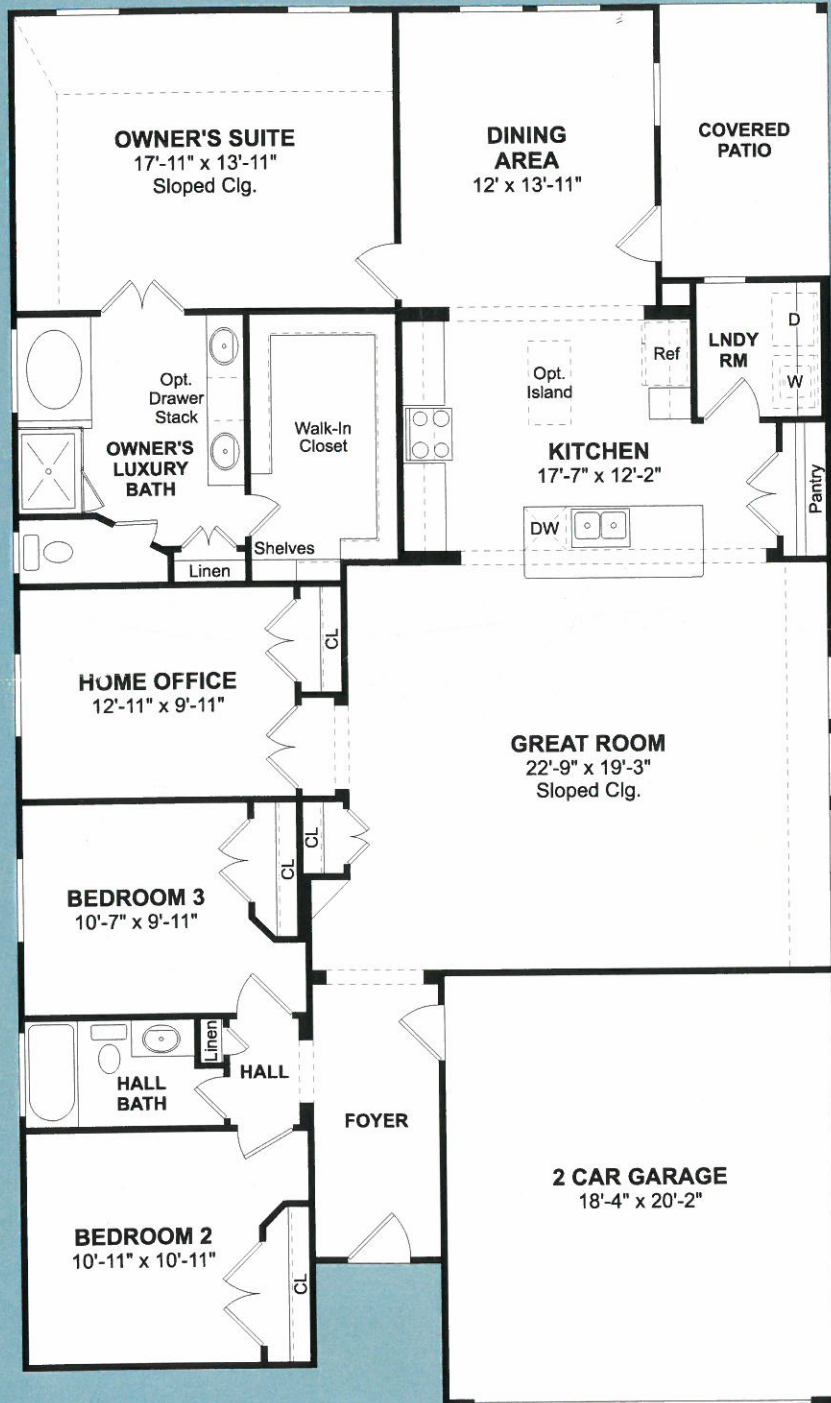 OWNER'S SUITE
17'-11" x 13'-11"
Sloped Clg.
DINING
AREA
12' x 13'-11"
COVERED
PATIO
Opt.
Drawer
Stack
OWNER'S
LUXURY
BATH
Walk-In
Closet
Shelves
Linen
Opt.
Island
Ref
LNDY
RM
D
W
KITCHEN
17'-7" x 12'-2"
DW
Pantry
HOME OFFICE
12'-11" x 9'-11"
CL
GREAT ROOM
22'-9" x 19'-3"
Sloped Clg.
CL
BEDROOM 3
10'-7" x 9'-11"
CL
Linen
HALL
BATH
HALL
FOYER
2 CAR GARAGE
18'-4" x 20'-2"
BEDROOM 2
10'-11" x 10'-11"
CL